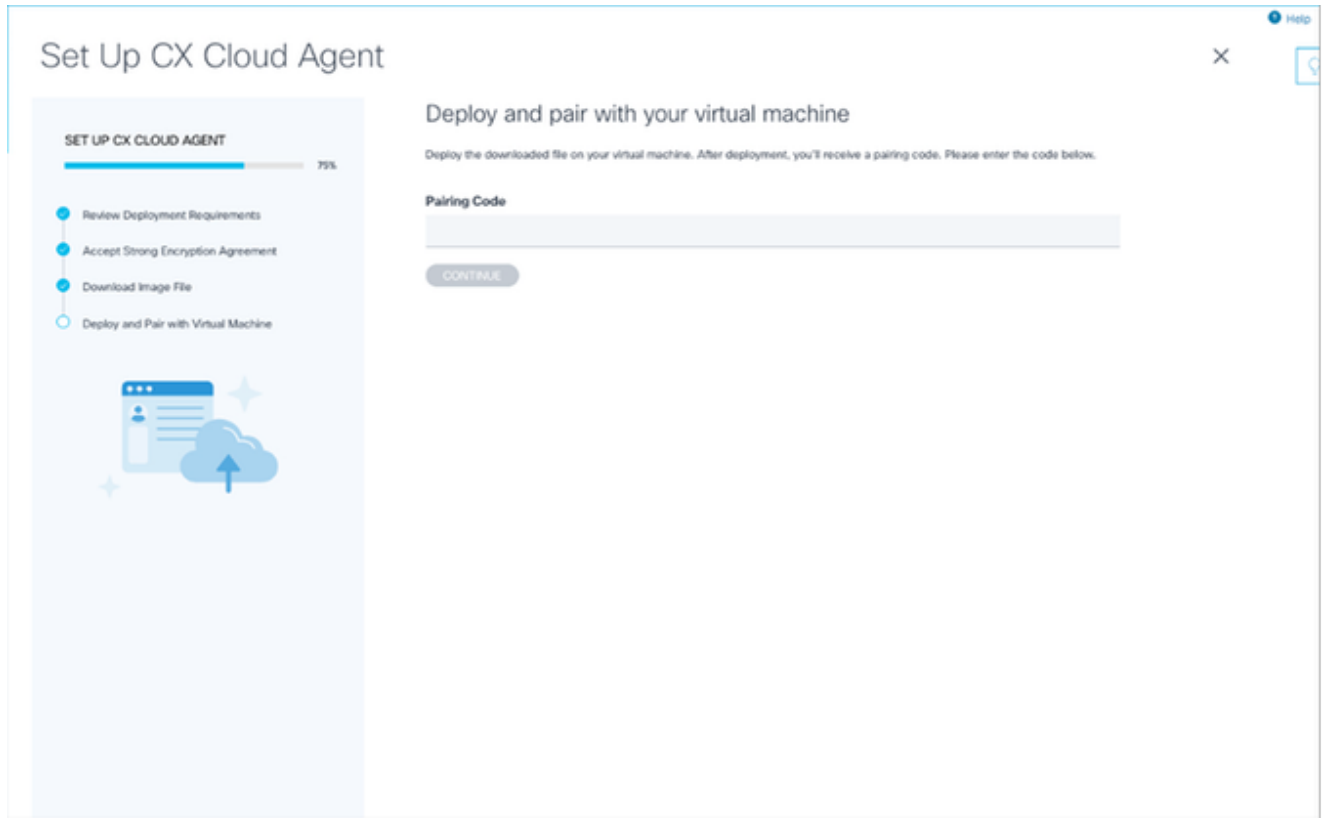 Help
Set Up CX Cloud Agent
SET UP CX CLOUD AGENT
75%
Review Deployment Requirements
Accept Strong Encryption Agreement
Download Image File
Deploy and Pair with Virtual Machine
Deploy and pair with your virtual machine
Deploy the downloaded file on your virtual machine. After deployment, you'll receive a pairing code. Please enter the code below.
Pairing Code
CONTINUE